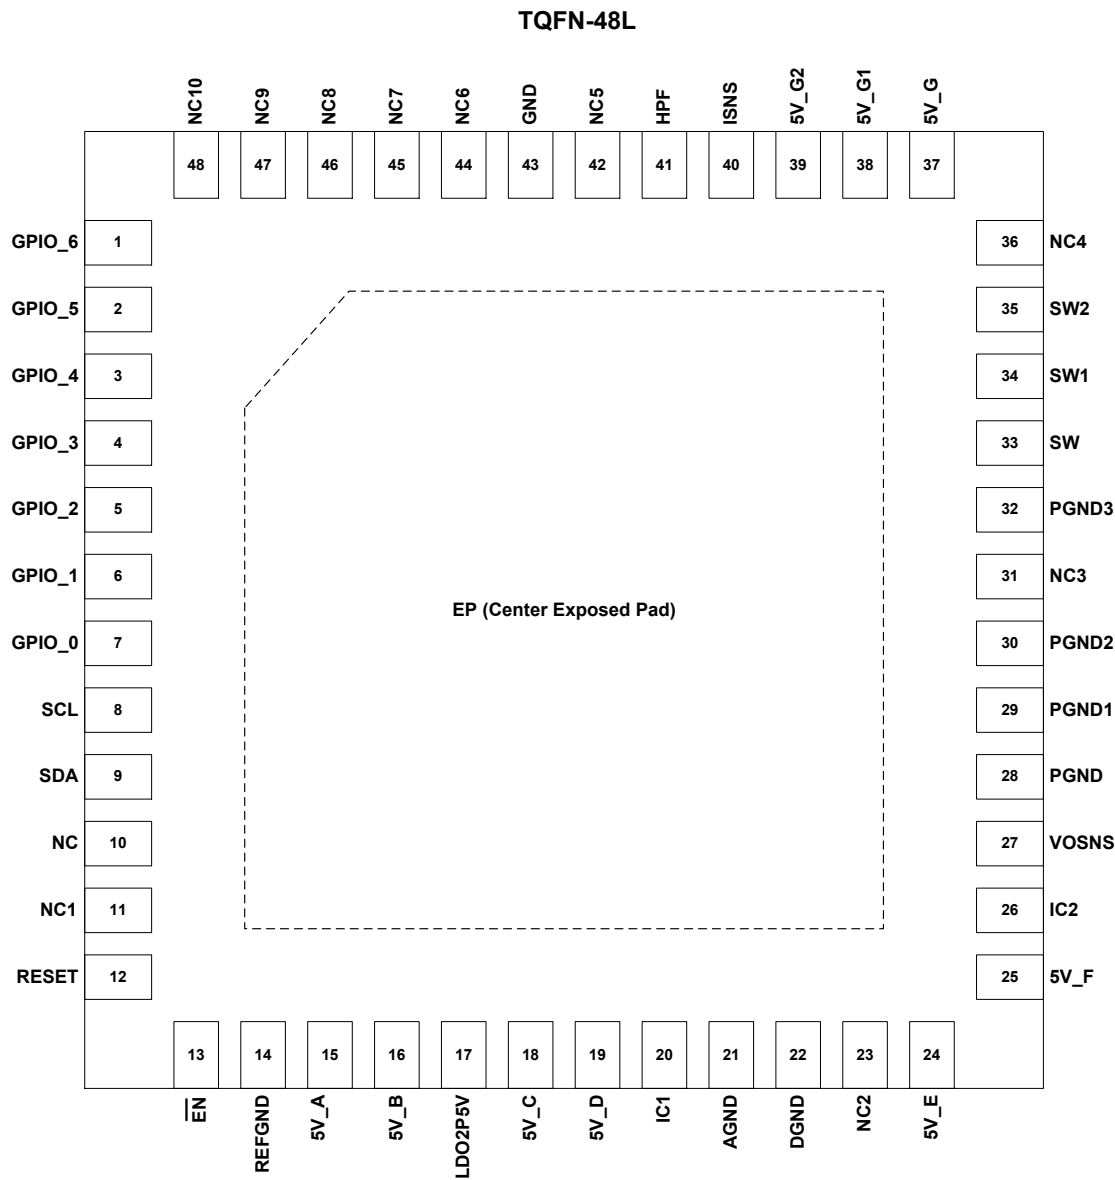 TQFN-48L
NC10 NC9 NC8 NC7 NC6 GND NC5 HPF ISNS 5V_G2 5V_G1 5V_G
48 47 46 45 44 43 42 41 40 39 38 37
GPIO_6 1 36 NC4
GPIO_5 2 35 SW2
GPIO_4 3 34 SW1
GPIO_3 4 33 SW
GPIO_2 5 32 PGND3
GPIO_1 6 31 NC3
EP (Center Exposed Pad)
GPIO_0 7 30 PGND2
SCL 8 29 PGND1
SDA 9 28 PGND
NC 10 27 VOSNS
NC1 11 26 IC2
RESET 12 25 5V_F
13 14 15 16 17 18 19 20 21 22 23 24
E̅N̅ REFGND 5V_A 5V_B LDO2P5V 5V_C 5V_D IC1 AGND DGND NC2 5V_E